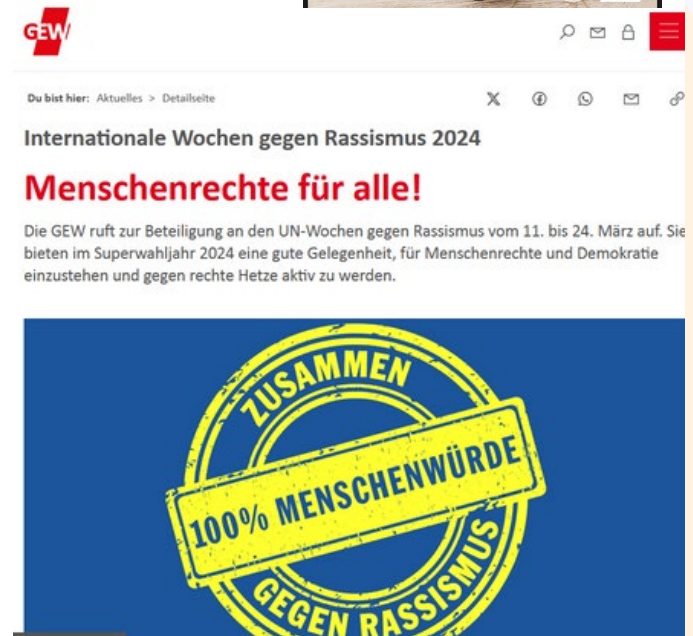 GEW
Du bist hier: Aktuelles > Detailseite
Internationale Wochen gegen Rassismus 2024
Menschenrechte für alle!
Die GEW ruft zur Beteiligung an den UN-Wochen gegen Rassismus vom 11. bis 24. März auf. Sie
bieten im Superwahljahr 2024 eine gute Gelegenheit, für Menschenrechte und Demokratie
einzustehen und gegen rechte Hetze aktiv zu werden.
ZUSAMMEN
100% MENSCHENWÜRDE
GEGEN RASSISMUS